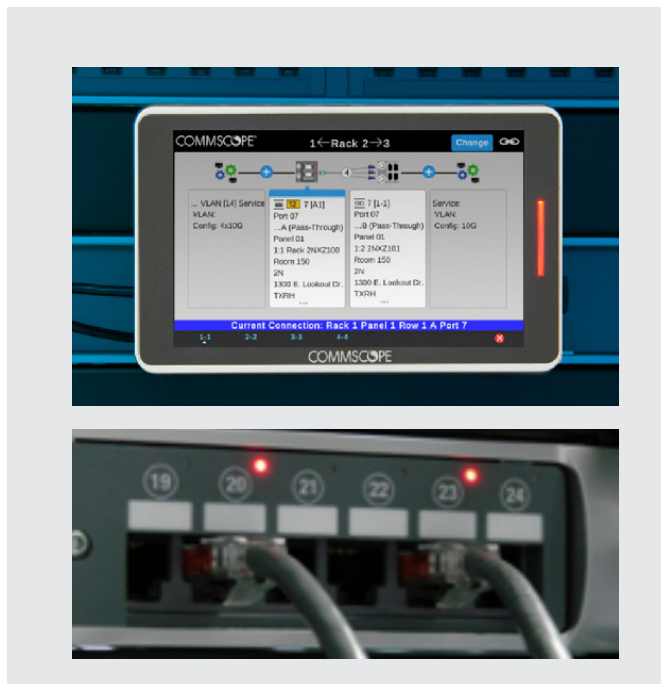 COMMSCOPE
1←Rack 2→3
Change
4
... VLAN [14] Service
VLAN:
Config: 4x10G
12 7 [A1]
Port 07
...A (Pass-Through)
Panel 01
1:1 Rack 2NXZ100
Room 150
2N
1300 E. Lookout Dr.
TXRH
...
7 [1-1]
Port 07
...B (Pass-Through)
Panel 01
1:2 2NXZ101
Room 150
2N
1300 E. Lookout Dr.
TXRH
...
Service:
VLAN:
Config: 10G
Current Connection: Rack 1 Panel 1 Row 1 A Port 7
1-1 2-2 3-3 4-4
COMMSCOPE
19 20 21 22 23 24